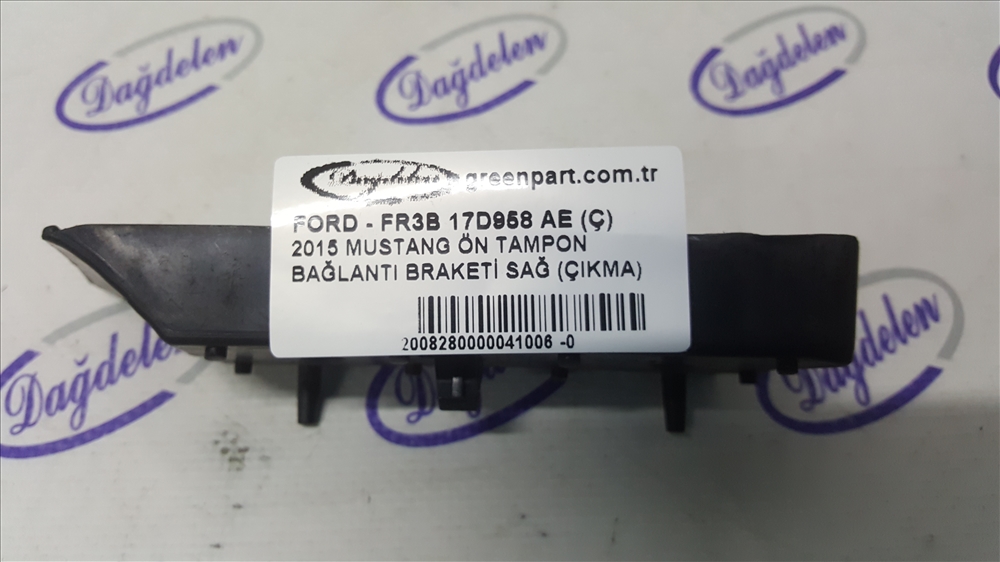 Dağdelen
Dağdelen
Dağdelen
greenpart.com.tr
FORD - FR3B 17D958 AE (Ç)
2015 MUSTANG ÖN TAMPON
BAĞLANTI BRAKETİ SAĞ (ÇIKMA)
2008280000041006 -0
Dağdelen
Dağdelen
Dağdelen